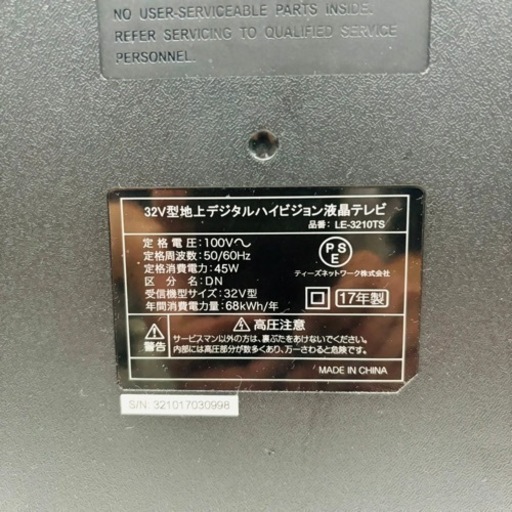 NO USER-SERVICEABLE PARTS INSIDE.
REFER SERVICING TO QUALIFIED SERVICE
PERSONNEL.
32V型地上デジタルハイビジョン液晶テレビ
品番: LE-3210TS
定格電圧:100V～
定格周波数:50/60Hz
定格消費電力:45W
区分名:DN
受信機型サイズ:32V型
年間消費電力量:68kWh/年
PSE
ティーズネットワーク株式会社
17年製
警告
高圧注意
サービスマン以外の方は、裏ぶたをあけないでください。
内部には高圧部分が数多くあり、万一さわると危険です。
MADE IN CHINA
S/N: 321017030998